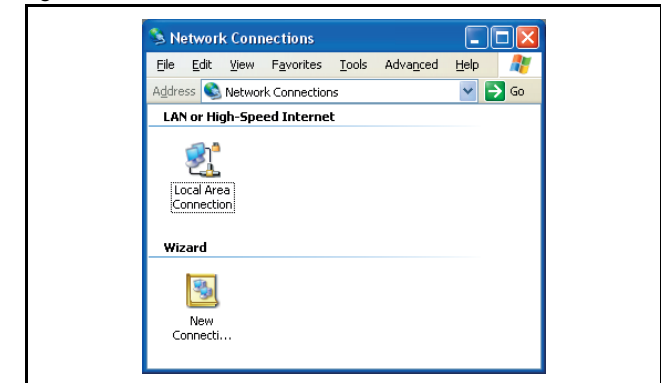 Network Connections
File Edit View Favorites Tools Advanced Help
Address Network Connections Go
LAN or High-Speed Internet
Local Area
Connection
Wizard
New
Connecti...